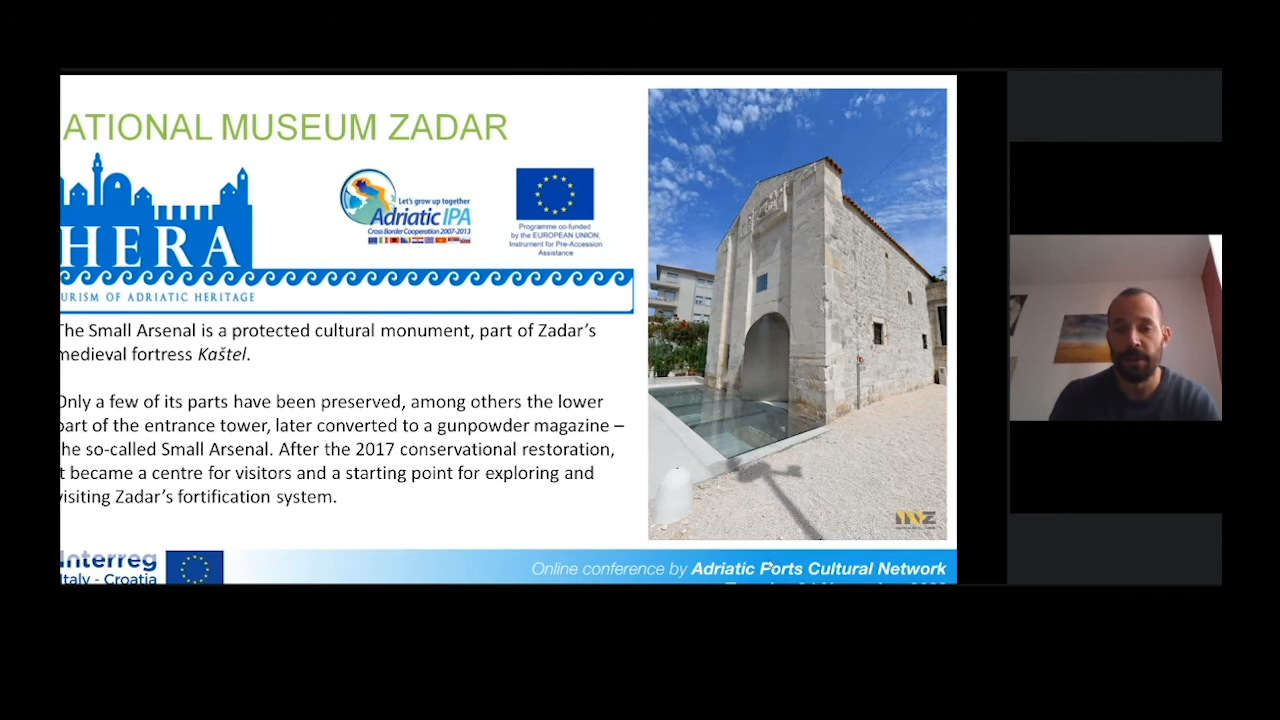 ATIONAL MUSEUM ZADAR
HERA
URISM OF ADRIATIC HERITAGE
Let's grow up together
Adriatic IPA
Cross Border Cooperation 2007-2013
Programme co-funded
by the EUROPEAN UNION,
Instrument for Pre-Accession
Assistance
The Small Arsenal is a protected cultural monument, part of Zadar's
medieval fortress Kaštel.
Only a few of its parts have been preserved, among others the lower
part of the entrance tower, later converted to a gunpowder magazine –
he so-called Small Arsenal. After the 2017 conservational restoration,
t became a centre for visitors and a starting point for exploring and
visiting Zadar's fortification system.
Interreg
Italy - Croatia
Online conference by Adriatic Ports Cultural Network